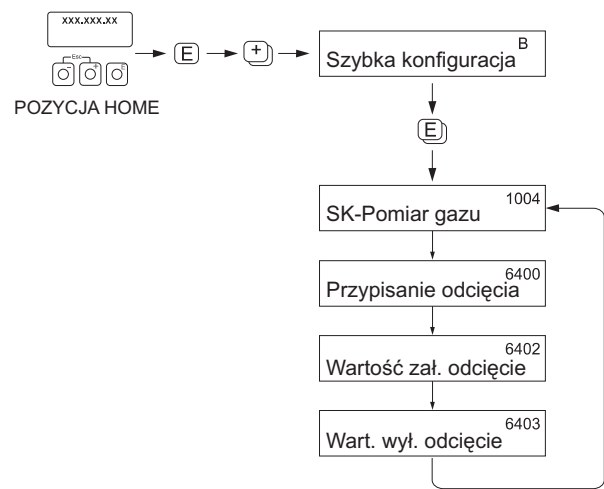 xxx.xxx.xx
Esc
- + E
POZYCJA HOME
E
+
Szybka konfiguracja B
E
SK-Pomiar gazu 1004
Przypisanie odcięcia 6400
Wartość zał. odcięcie 6402
Wart. wył. odcięcie 6403